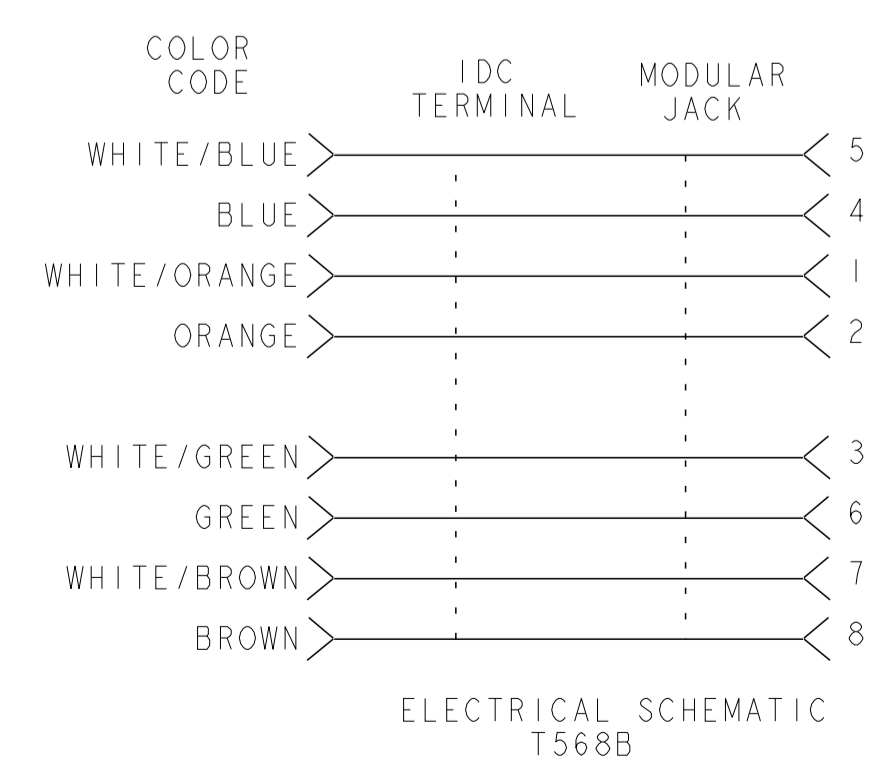 COLOR
CODE
IDC
TERMINAL
MODULAR
JACK
WHITE/BLUE 5
BLUE 4
WHITE/ORANGE 1
ORANGE 2
WHITE/GREEN 3
GREEN 6
WHITE/BROWN 7
BROWN 8
ELECTRICAL SCHEMATIC
T568B